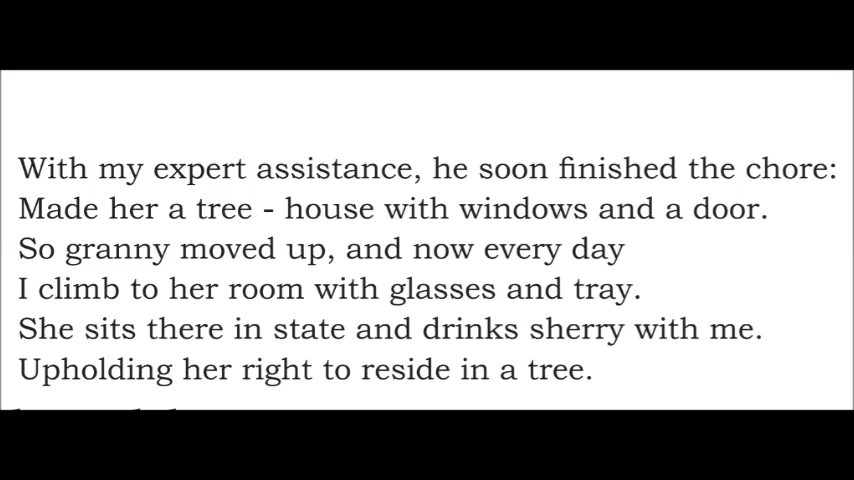 With my expert assistance, he soon finished the chore:
Made her a tree - house with windows and a door.
So granny moved up, and now every day
I climb to her room with glasses and tray.
She sits there in state and drinks sherry with me.
Upholding her right to reside in a tree.